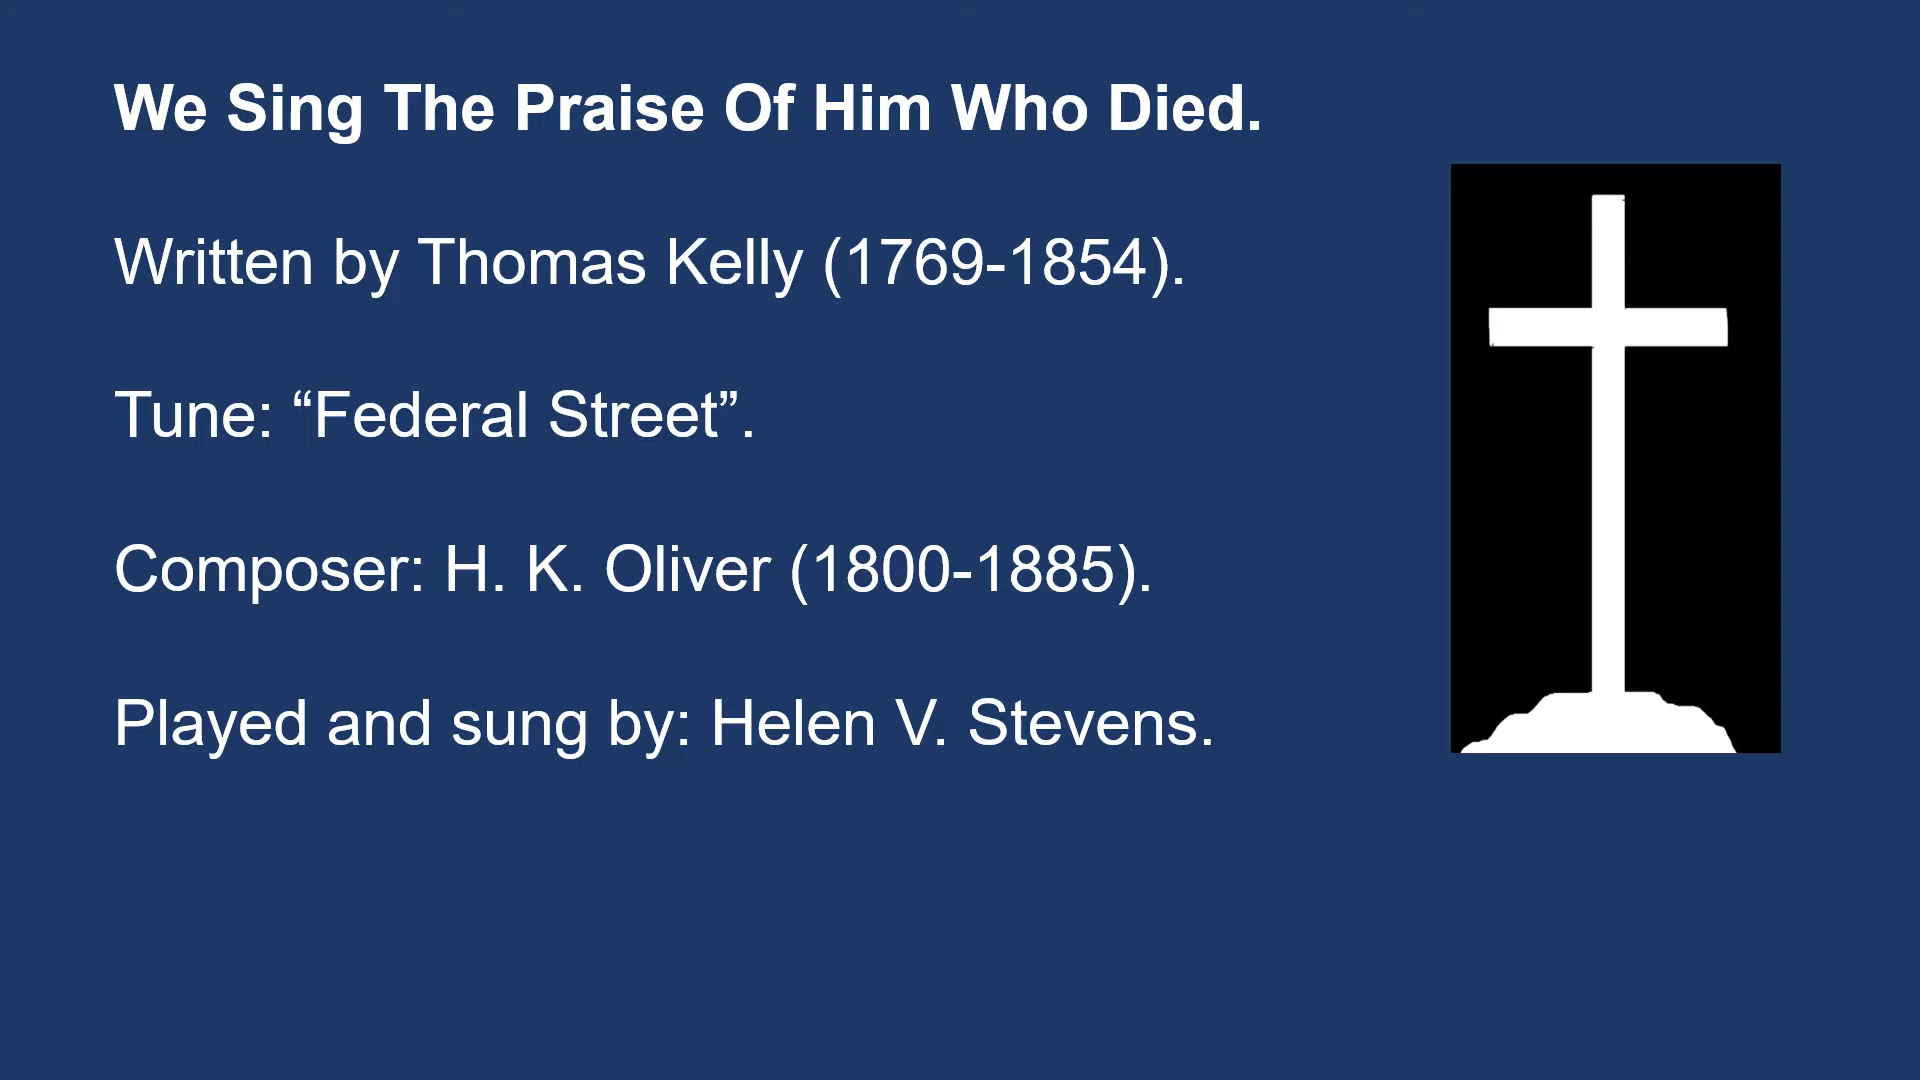 We Sing The Praise Of Him Who Died.
Written by Thomas Kelly (1769-1854).
Tune: “Federal Street”.
Composer: H. K. Oliver (1800-1885).
Played and sung by: Helen V. Stevens.